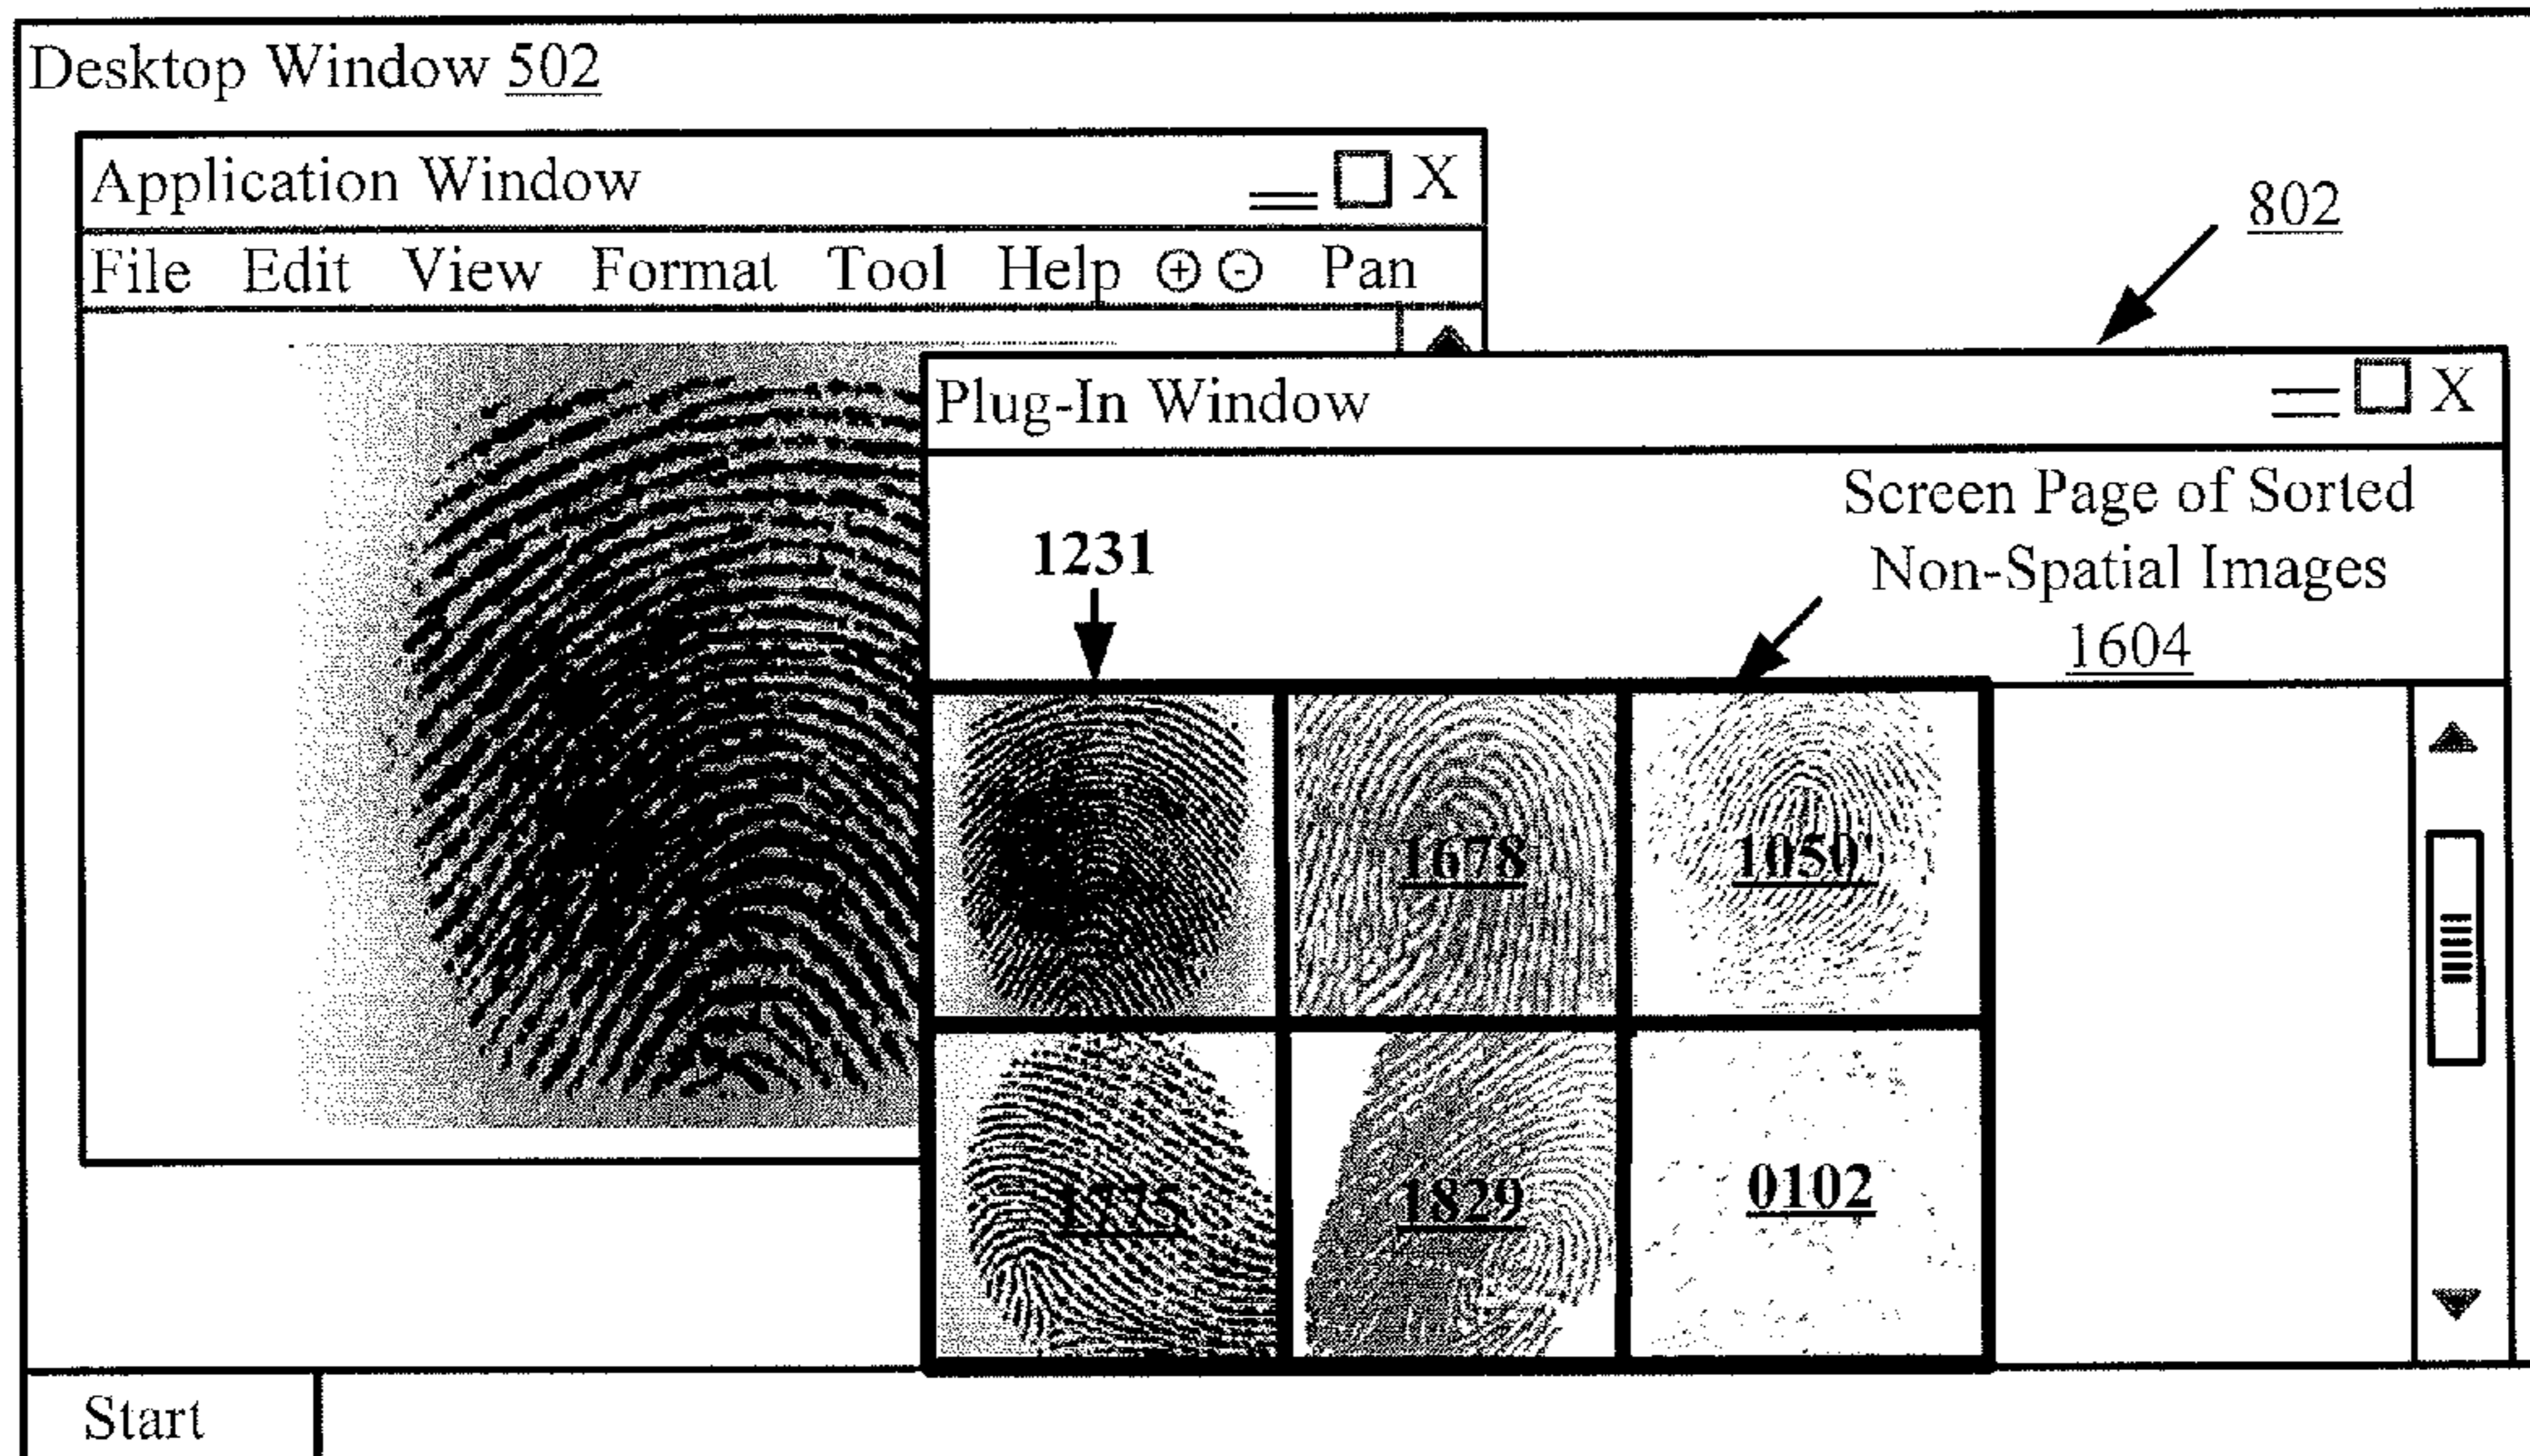 Desktop Window 502
Application Window X
File Edit View Format Tool Help + - Pan
802
Plug-In Window X
Screen Page of Sorted
Non-Spatial Images
1604
1231
1678 1050"
1775 1829 0102
Start